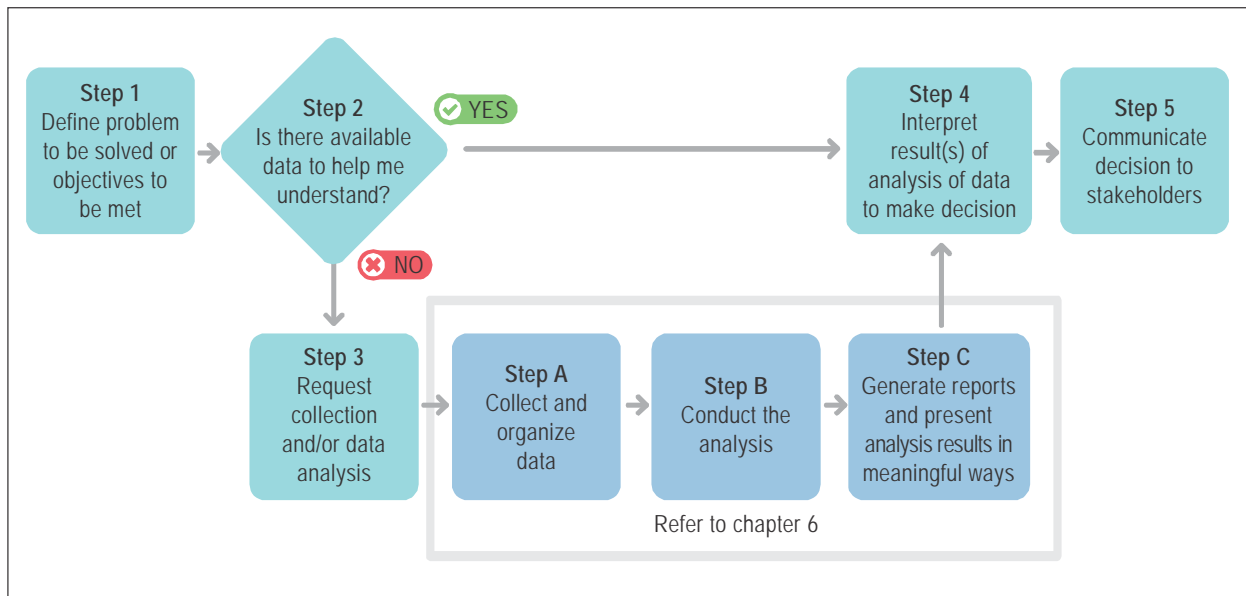 Step 1
Define problem
to be solved or
objectives to
be met
Step 2
Is there available
data to help me
understand?
YES
NO
Step 4
Interpret
result(s) of
analysis of data
to make decision
Step 5
Communicate
decision to
stakeholders
Step 3
Request
collection
and/or data
analysis
Step A
Collect and
organize
data
Step B
Conduct the
analysis
Step C
Generate reports
and present
analysis results in
meaningful ways
Refer to chapter 6